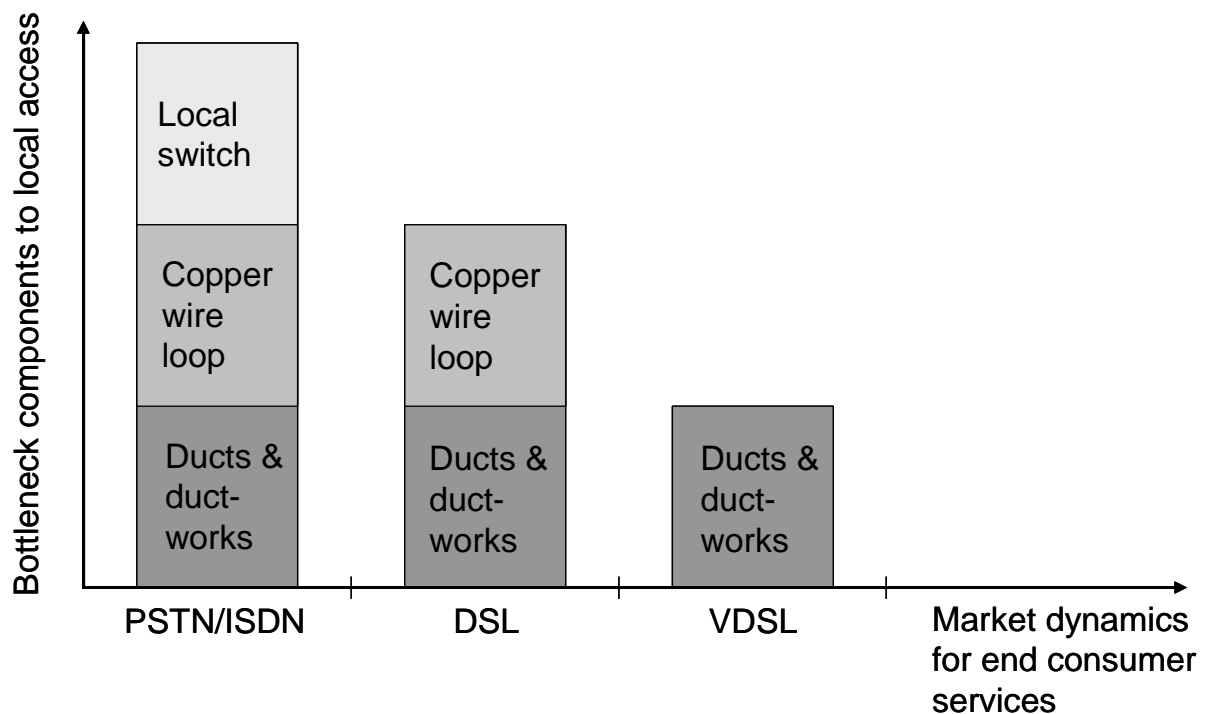 Bottleneck components to local access
Local
switch
Copper
wire
loop
Ducts &
duct-
works
Copper
wire
loop
Ducts &
duct-
works
Ducts &
duct-
works
PSTN/ISDN
DSL
VDSL
Market dynamics
for end consumer
services